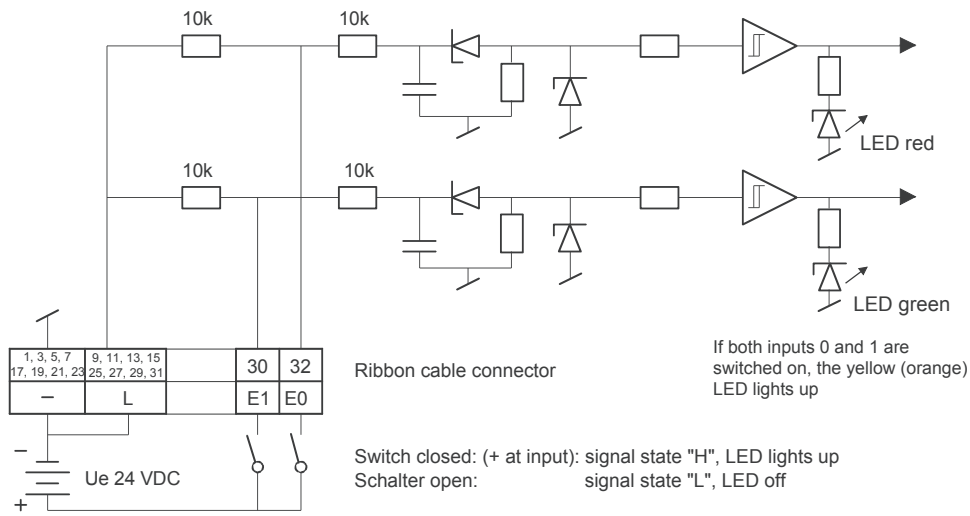 10k
10k
LED red
10k
10k
LED green
1, 3, 5, 7
17, 19, 21, 23
9, 11, 13, 15
25, 27, 29, 31
30
32
Ribbon cable connector
If both inputs 0 and 1 are
switched on, the yellow (orange)
LED lights up
–
L
E1
E0
–
Ue 24 VDC
+
Switch closed: (+ at input): signal state "H", LED lights up
Schalter open: signal state "L", LED off